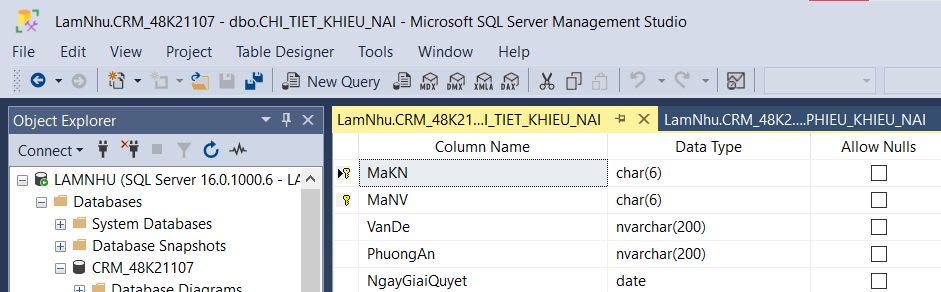 LamNhu.CRM_48K21107 - dbo.CHI_TIET_KHIEU_NAI - Microsoft SQL Server Management Studio
File Edit View Project Table Designer Tools Window Help
New Query MDX DMX XMLA DAX
Object Explorer
LamNhu.CRM_48K21...I_TIET_KHIEU_NAI LamNhu.CRM_48K2....PHIEU_KHIEU_NAI
Connect
Column Name Data Type Allow Nulls
LAMNHU (SQL Server 16.0.1000.6 - LA
MaKN char(6)
Databases
MaNV char(6)
System Databases
VanDe nvarchar(200)
Database Snapshots
PhuongAn nvarchar(200)
CRM_48K21107
NgayGiaiQuyet date
Database Diagrams